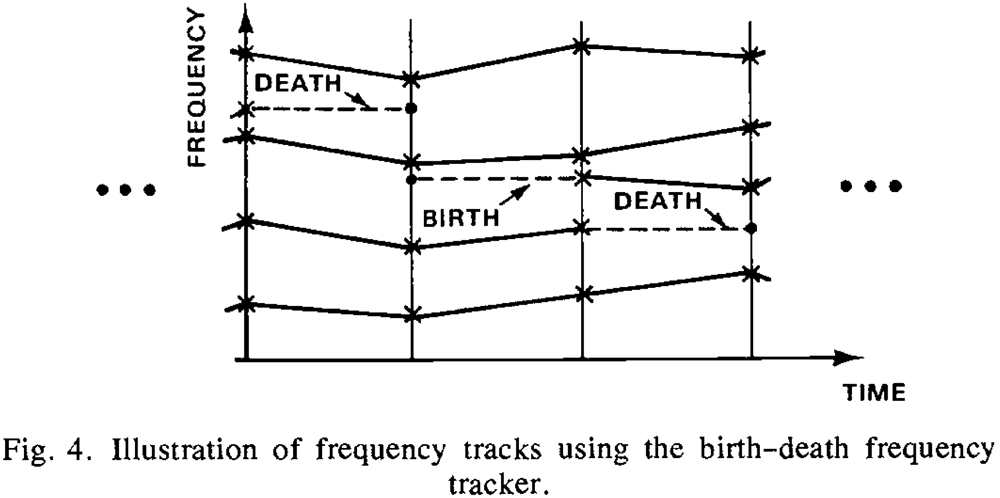 FREQUENCY
DEATH
BIRTH
DEATH
TIME
Fig. 4. Illustration of frequency tracks using the birth-death frequency
tracker.